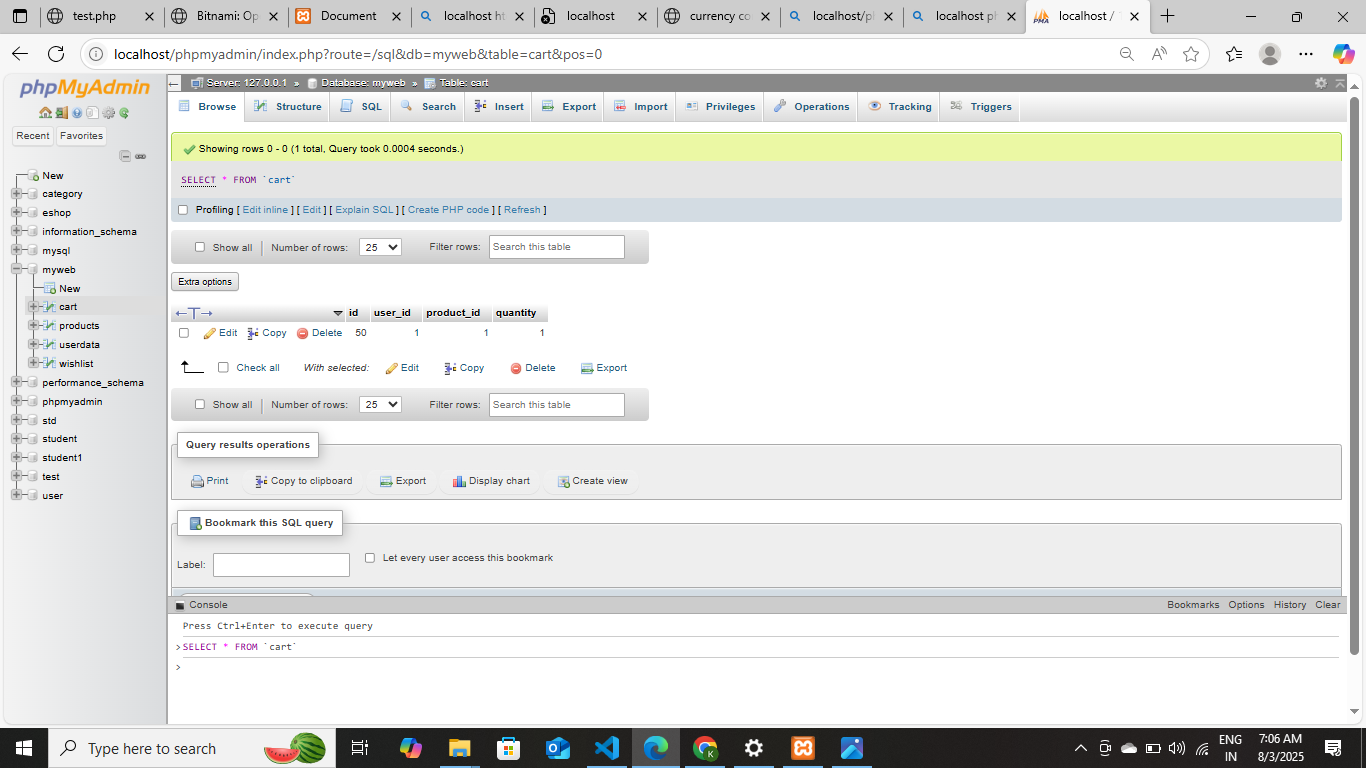 test.php
Bitnami: Op
Document
localhost ht
localhost
currency co
localhost/pl
localhost ph
localhost /
localhost/phpmyadmin/index.php?route=/sql&db=myweb&table=cart&pos=0
phpMyAdmin
Recent Favorites
New
category
eshop
information_schema
mysql
myweb
New
cart
products
userdata
wishlist
performance_schema
phpmyadmin
std
student
student1
test
user
Server: 127.0.0.1 » Database: myweb » Table: cart
Browse Structure SQL Search Insert Export Import Privileges Operations Tracking Triggers
Showing rows 0 - 0 (1 total, Query took 0.0004 seconds.)
SELECT * FROM `cart`
Profiling [ Edit inline ] [ Edit ] [ Explain SQL ] [ Create PHP code ] [ Refresh ]
Show all Number of rows: 25 Filter rows: Search this table
Extra options
←T→ id user_id product_id quantity
Edit Copy Delete 50 1 1 1
Check all With selected: Edit Copy Delete Export
Show all Number of rows: 25 Filter rows: Search this table
Query results operations
Print Copy to clipboard Export Display chart Create view
Bookmark this SQL query
Label: Let every user access this bookmark
Console Bookmarks Options History Clear
Press Ctrl+Enter to execute query
>SELECT * FROM `cart`
>
Type here to search
ENG
IN
7:06 AM
8/3/2025